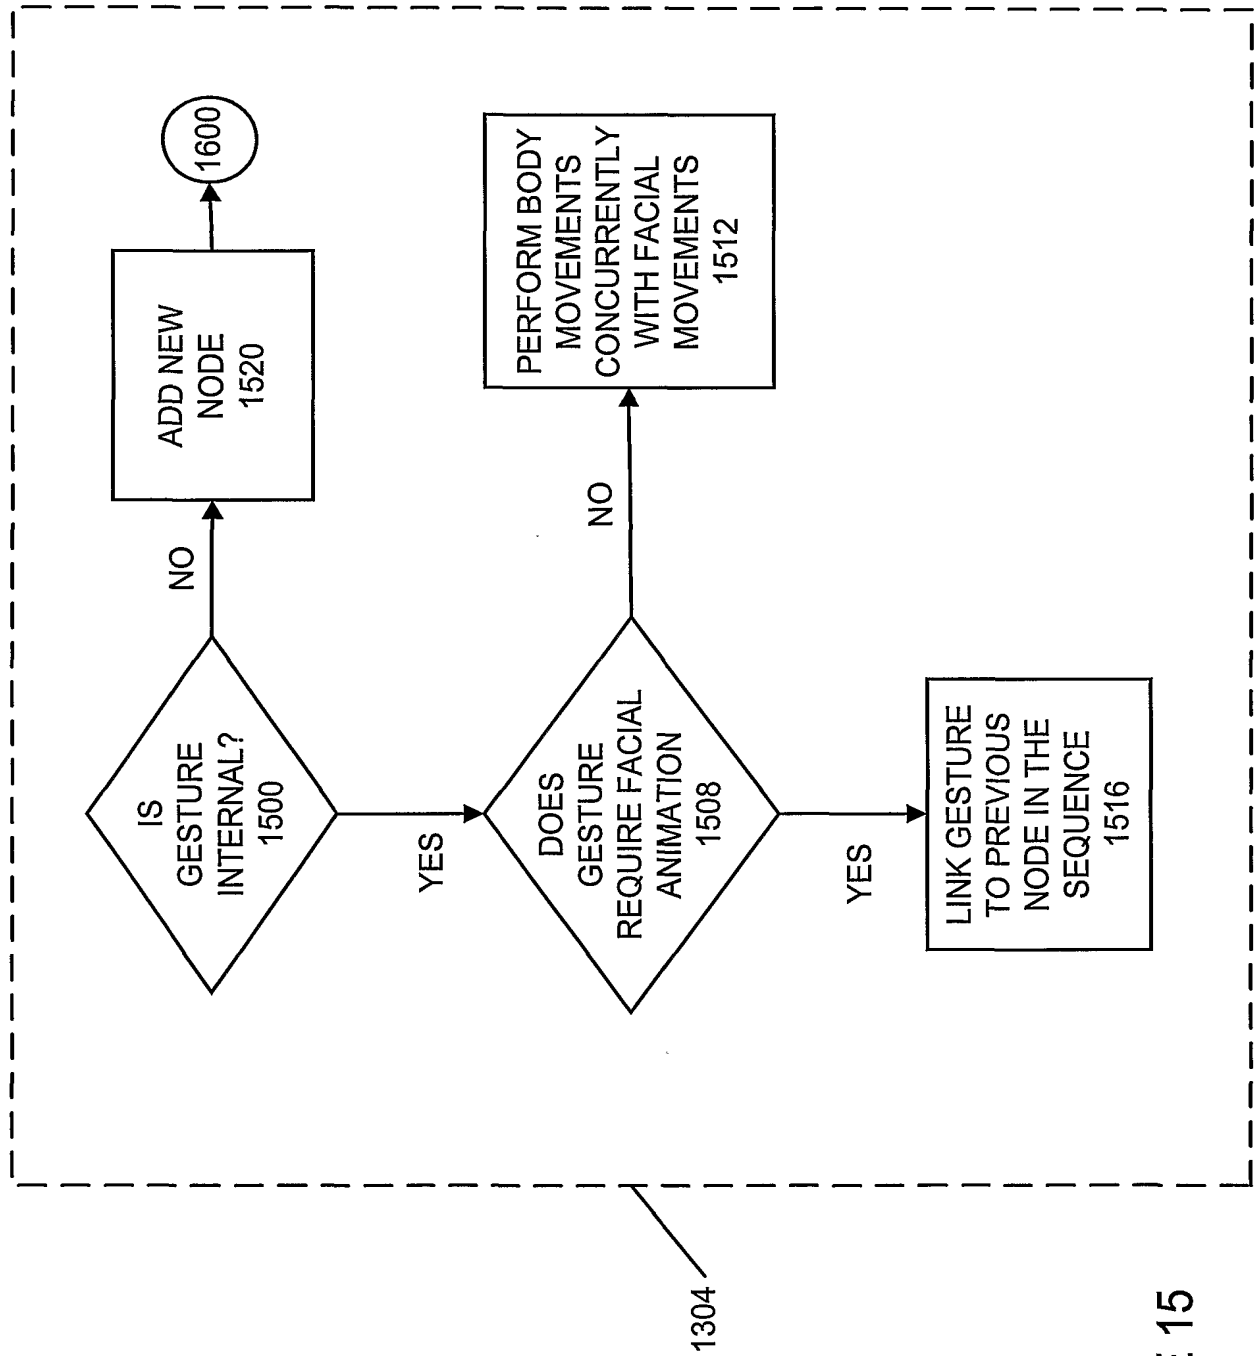 IS
GESTURE
INTERNAL?
1500
NO
ADD NEW
NODE
1520
1600
YES
DOES
GESTURE
REQUIRE FACIAL
ANIMATION
1508
NO
PERFORM BODY
MOVEMENTS
CONCURRENTLY
WITH FACIAL
MOVEMENTS
1512
YES
LINK GESTURE
TO PREVIOUS
NODE IN THE
SEQUENCE
1516
1304
15